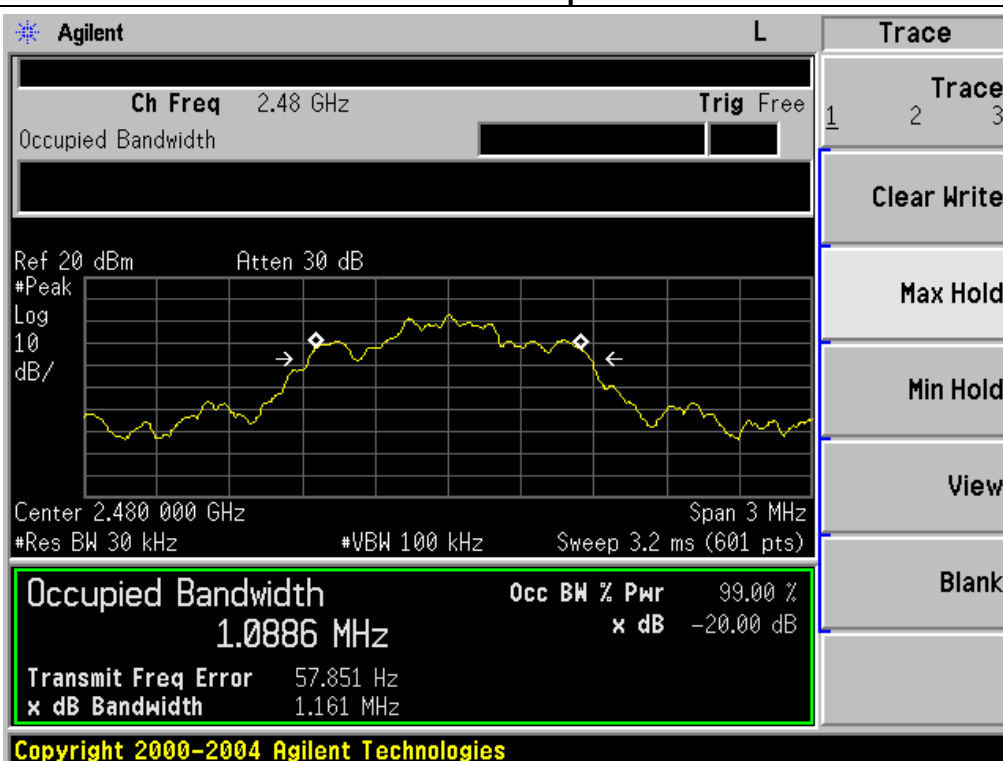 Agilent L Trace
Ch Freq 2.48 GHz Trig Free
Occupied Bandwidth
Trace
1 2 3
Clear Write
Max Hold
Min Hold
View
Blank
Ref 20 dBm Atten 30 dB
#Peak
Log
10
dB/
Center 2.480 000 GHz Span 3 MHz
#Res BW 30 kHz #VBW 100 kHz Sweep 3.2 ms (601 pts)
Occupied Bandwidth Occ BW % Pwr 99.00 %
1.0886 MHz x dB -20.00 dB
Transmit Freq Error 57.851 Hz
x dB Bandwidth 1.161 MHz
Copyright 2000-2004 Agilent Technologies